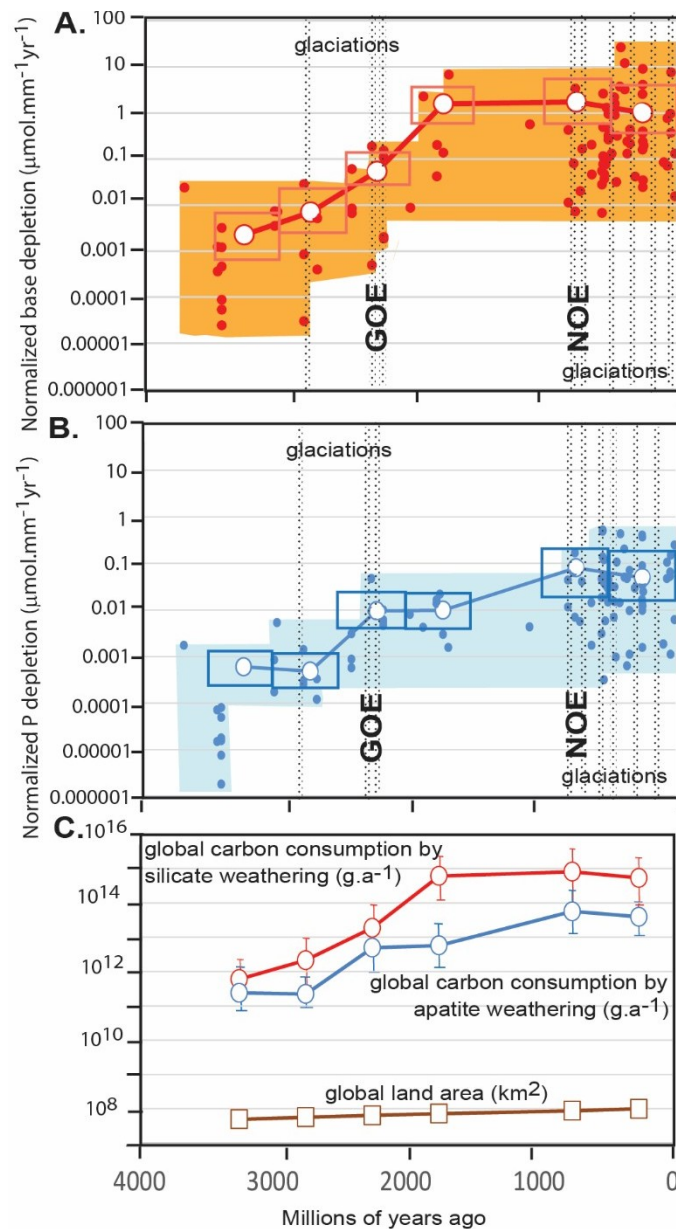 A.
glaciations
100
10
1
0.1
0.01
0.001
0.0001
0.00001
0.000001
Normalized base depletion (µmol.mm⁻¹yr⁻¹)
GOE
NOE
glaciations
B.
glaciations
100
10
1
0.1
0.01
0.001
0.0001
0.00001
0.000001
Normalized P depletion (µmol.mm⁻¹yr⁻¹)
GOE
NOE
glaciations
C.
10¹⁶
10¹⁴
10¹²
10¹⁰
10⁸
global carbon consumption by
silicate weathering (g.a⁻¹)
global carbon consumption by
apatite weathering (g.a⁻¹)
global land area (km²)
4000 3000 2000 1000 0
Millions of years ago